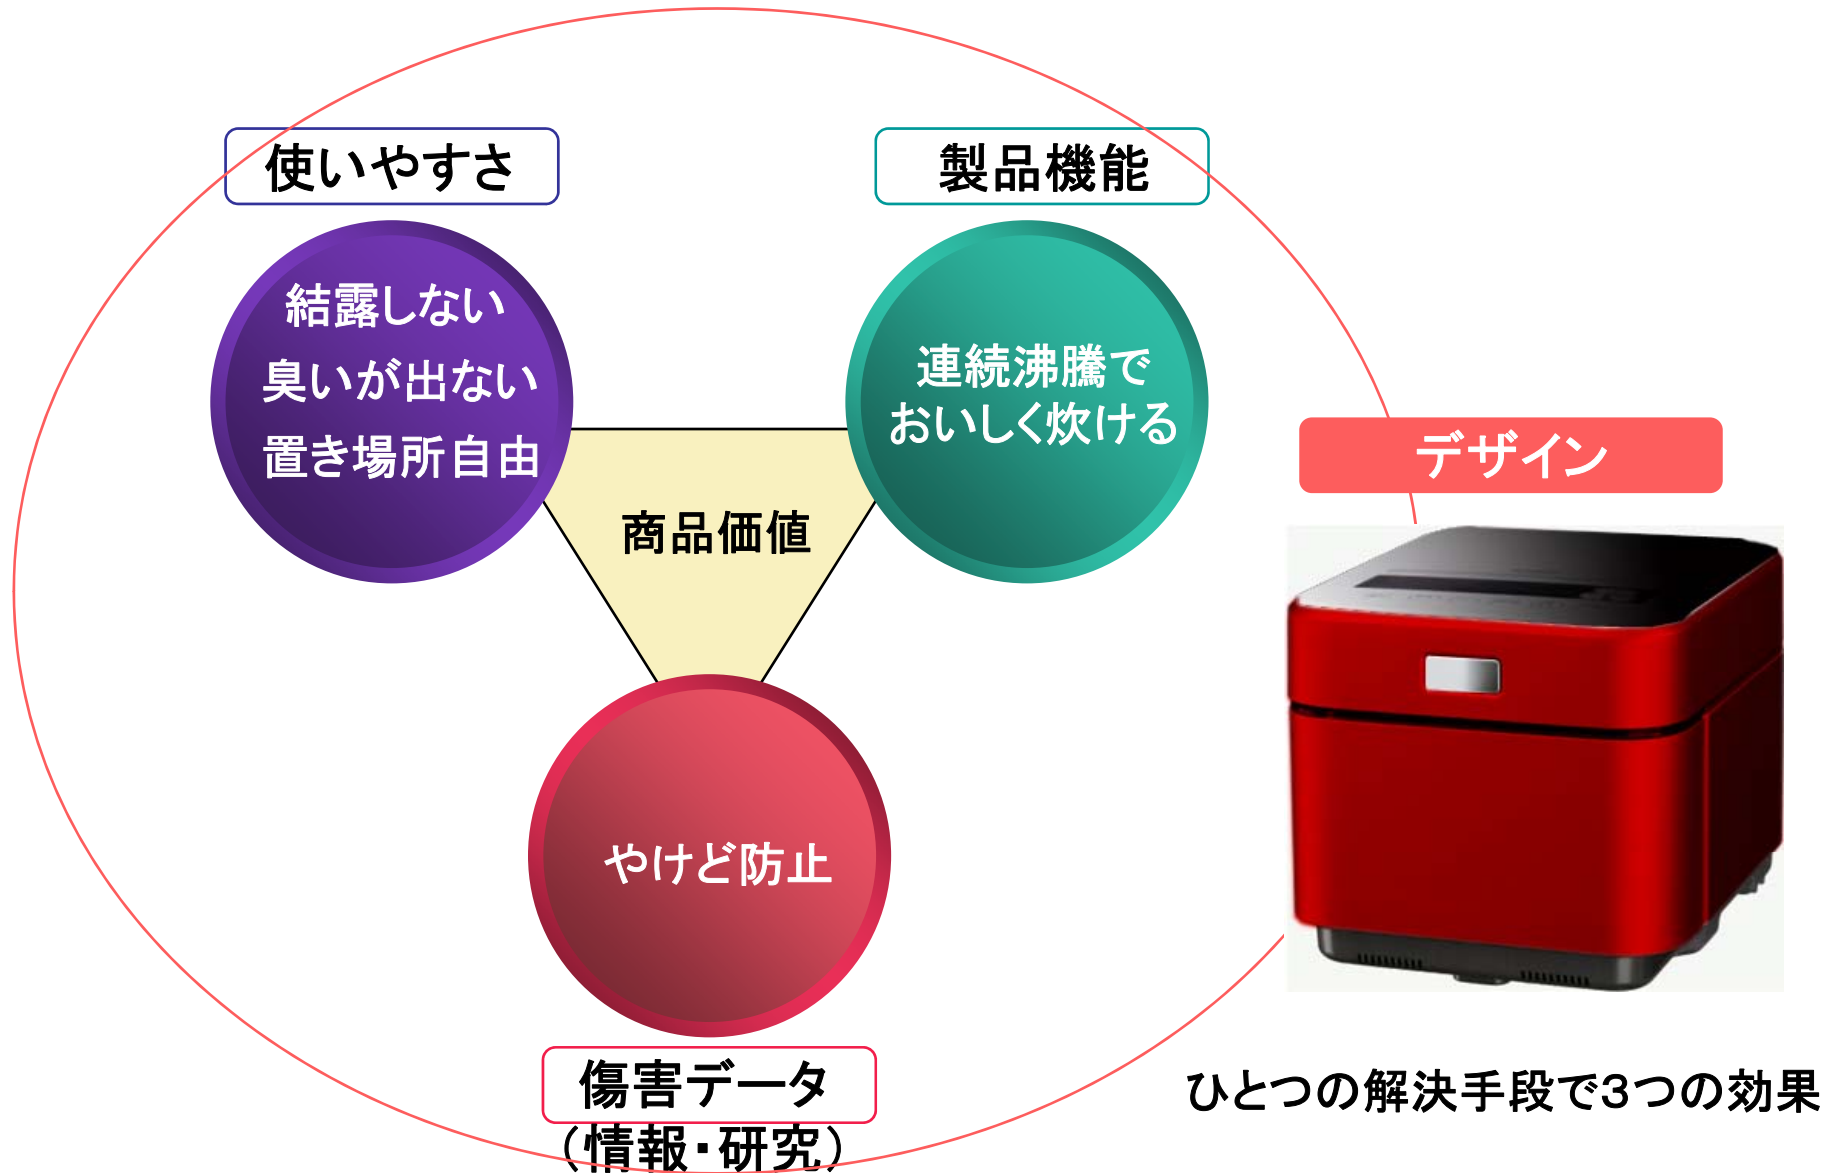 使いやすさ
製品機能
結露しない
臭いが出ない
置き場所自由
連続沸騰で
おいしく炊ける
デザイン
商品価値
やけど防止
傷害データ
（情報・研究）
ひとつの解決手段で３つの効果